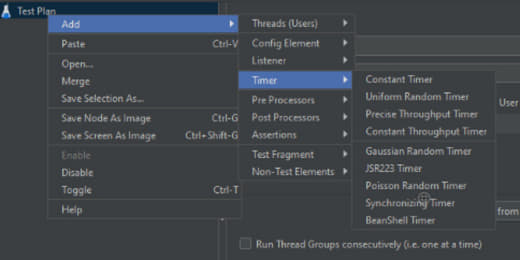 Test Plan
Add
Paste Ctrl-V
Open...
Merge
Save Selection As...
Save Node As Image Ctrl-G
Save Screen As Image Ctrl+Shift-G
Enable
Disable
Toggle Ctrl-T
Help
Threads (Users)
Config Element
Listener
Timer
Pre Processors
Post Processors
Assertions
Test Fragment
Non-Test Elements
Constant Timer
Uniform Random Timer
Precise Throughput Timer
Constant Throughput Timer
Gaussian Random Timer
JSR223 Timer
Poisson Random Timer
Synchronizing Timer
BeanShell Timer
User
from
Run Thread Groups consecutively (i.e. one at a time)